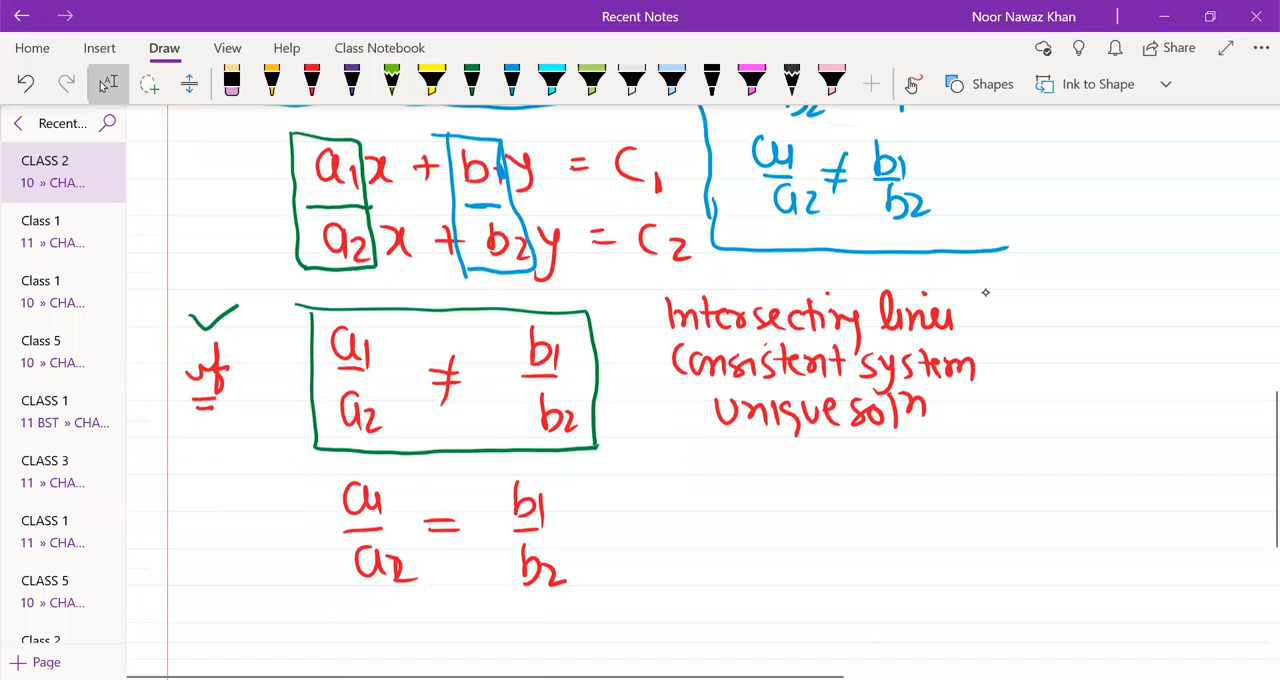 Recent Notes
Noor Nawaz Khan
Home Insert Draw View Help Class Notebook
Share
Shapes
Ink to Shape
Recent...
CLASS 2
10 » CHA...
Class 1
11 » CHA...
Class 1
10 » CHA...
Class 5
10 » CHA...
CLASS 1
11 BST » CHA...
CLASS 3
11 » CHA...
CLASS 1
11 » CHA...
CLASS 5
10 » CHA...
Class 2
Page
a1x + b1y = c1
a2x + b2y = c2
a1/a2 ≠ b1/b2
if
a1/a2 ≠ b1/b2
Intersecting lines
Consistent system
unique soln
a1/a2 = b1/b2